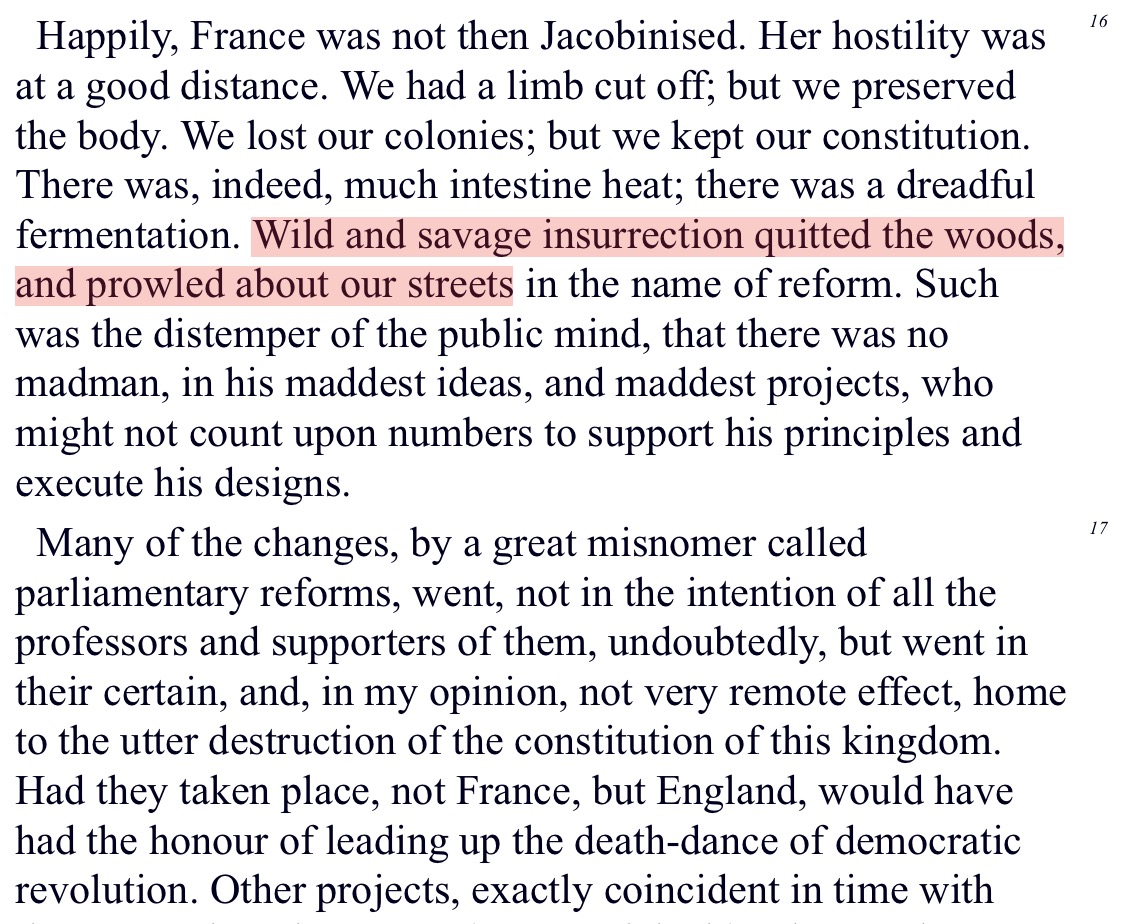 16
Happily, France was not then Jacobinised. Her hostility was
at a good distance. We had a limb cut off; but we preserved
the body. We lost our colonies; but we kept our constitution.
There was, indeed, much intestine heat; there was a dreadful
fermentation. Wild and savage insurrection quitted the woods,
and prowled about our streets in the name of reform. Such
was the distemper of the public mind, that there was no
madman, in his maddest ideas, and maddest projects, who
might not count upon numbers to support his principles and
execute his designs.
17
Many of the changes, by a great misnomer called
parliamentary reforms, went, not in the intention of all the
professors and supporters of them, undoubtedly, but went in
their certain, and, in my opinion, not very remote effect, home
to the utter destruction of the constitution of this kingdom.
Had they taken place, not France, but England, would have
had the honour of leading up the death-dance of democratic
revolution. Other projects, exactly coincident in time with